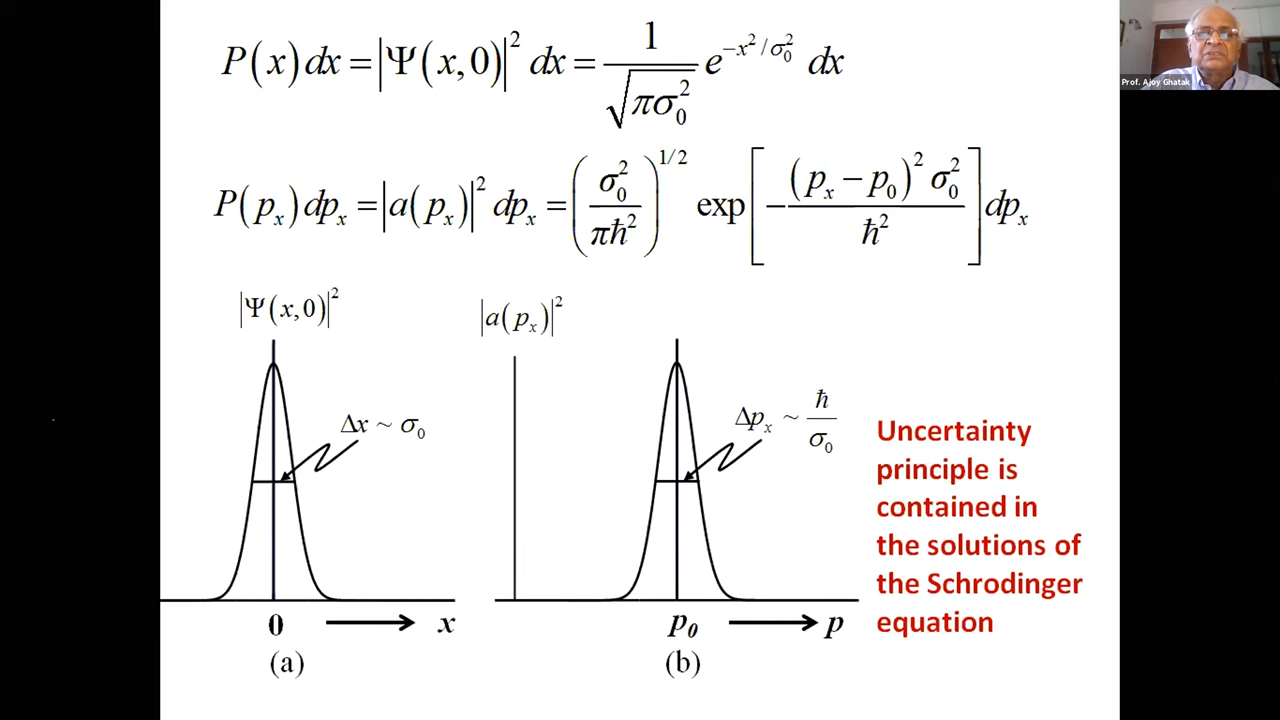 P(x)dx = |Ψ(x,0)|² dx = 1/√(πσ₀²) e^(−x²/σ₀²) dx
Prof. Ajoy Ghatak
P(pₓ)dpₓ = |a(pₓ)|² dpₓ = (σ₀²/πħ²)^(1/2) exp[−(pₓ − p₀)² σ₀²/ħ²] dpₓ
|Ψ(x,0)|²
|a(pₓ)|²
Δx ~ σ₀
Δpₓ ~ ħ/σ₀
0
x
(a)
p₀
p
(b)
Uncertainty
principle is
contained in
the solutions of
the Schrodinger
equation